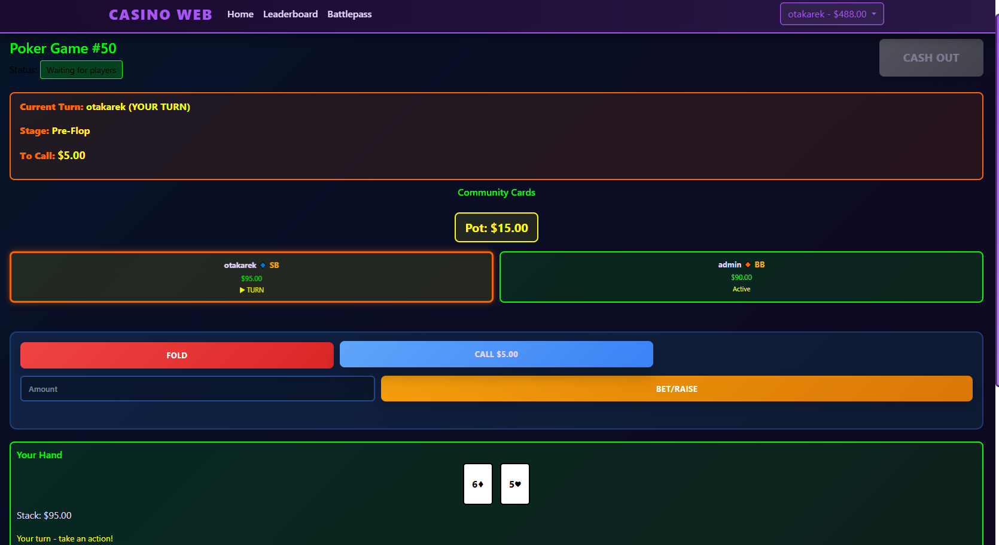 CASINO WEB Home Leaderboard Battlepass otakarek - $488.00
Poker Game #50
CASH OUT
Status: Waiting for players
Current Turn: otakarek (YOUR TURN)
Stage: Pre-Flop
To Call: $5.00
Community Cards
Pot: $15.00
otakarek 🔹 SB
$95.00
▶ TURN
admin 🔸 BB
$90.00
Active
FOLD
CALL $5.00
Amount
BET/RAISE
Your Hand
6♦ 5♥
Stack: $95.00
Your turn - take an action!